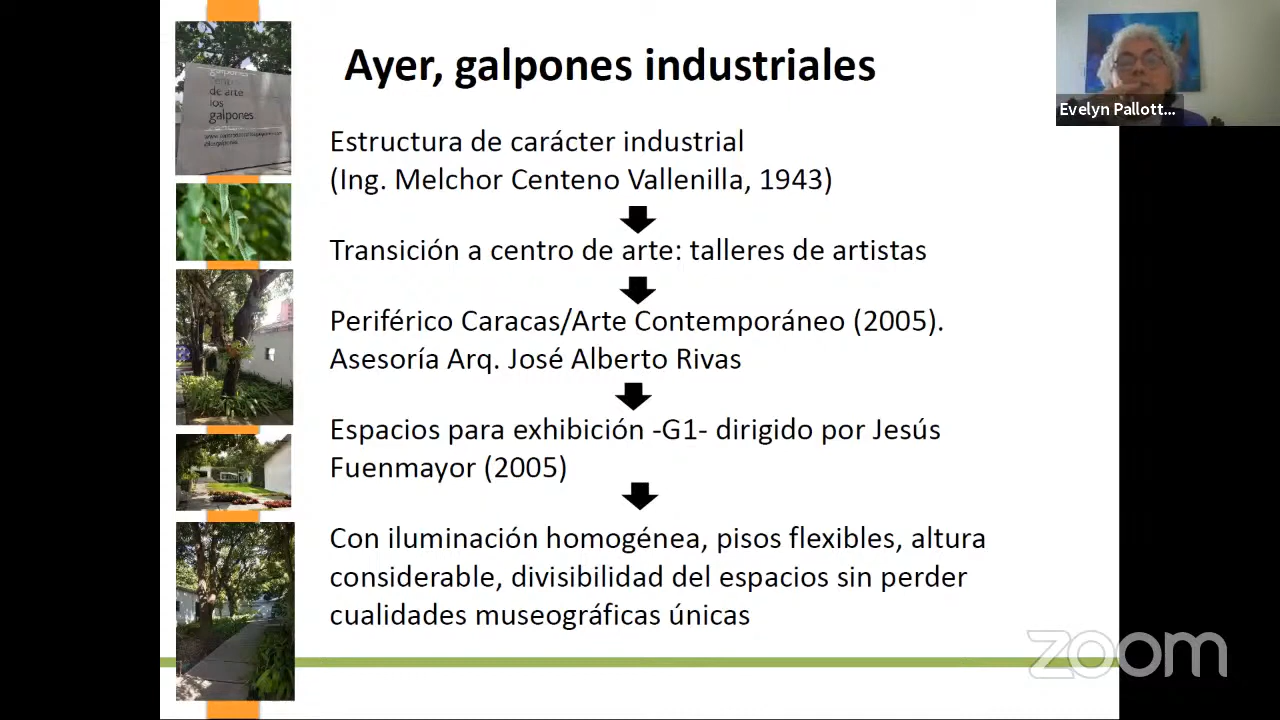 Ayer, galpones industriales
Estructura de carácter industrial
(Ing. Melchor Centeno Vallenilla, 1943)
Transición a centro de arte: talleres de artistas
Periférico Caracas/Arte Contemporáneo (2005).
Asesoría Arq. José Alberto Rivas
Espacios para exhibición -G1- dirigido por Jesús
Fuenmayor (2005)
Con iluminación homogénea, pisos flexibles, altura
considerable, divisibilidad del espacios sin perder
cualidades museográficas únicas
de arte
los
galpones
Evelyn Pallott...
zoom